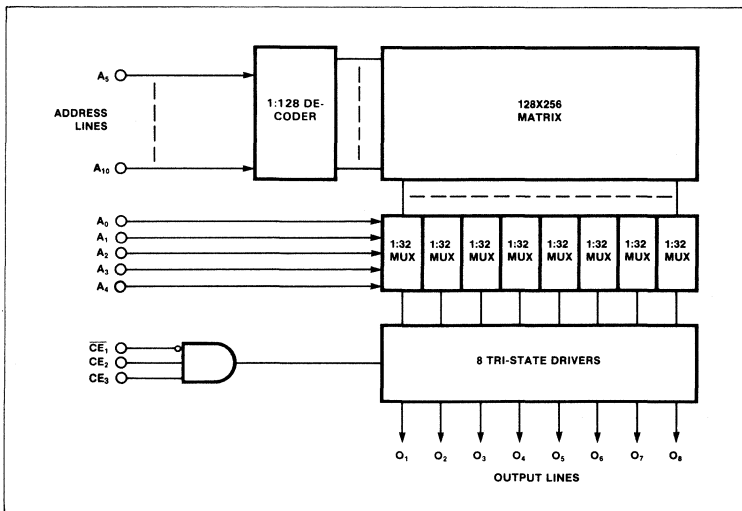 A₅
ADDRESS
LINES
A₁₀
1:128 DE-
CODER
128X256
MATRIX
A₀
A₁
A₂
A₃
A₄
1:32
MUX
1:32
MUX
1:32
MUX
1:32
MUX
1:32
MUX
1:32
MUX
1:32
MUX
1:32
MUX
C̅E̅₁
CE₂
CE₃
8 TRI-STATE DRIVERS
O₁ O₂ O₃ O₄ O₅ O₆ O₇ O₈
OUTPUT LINES